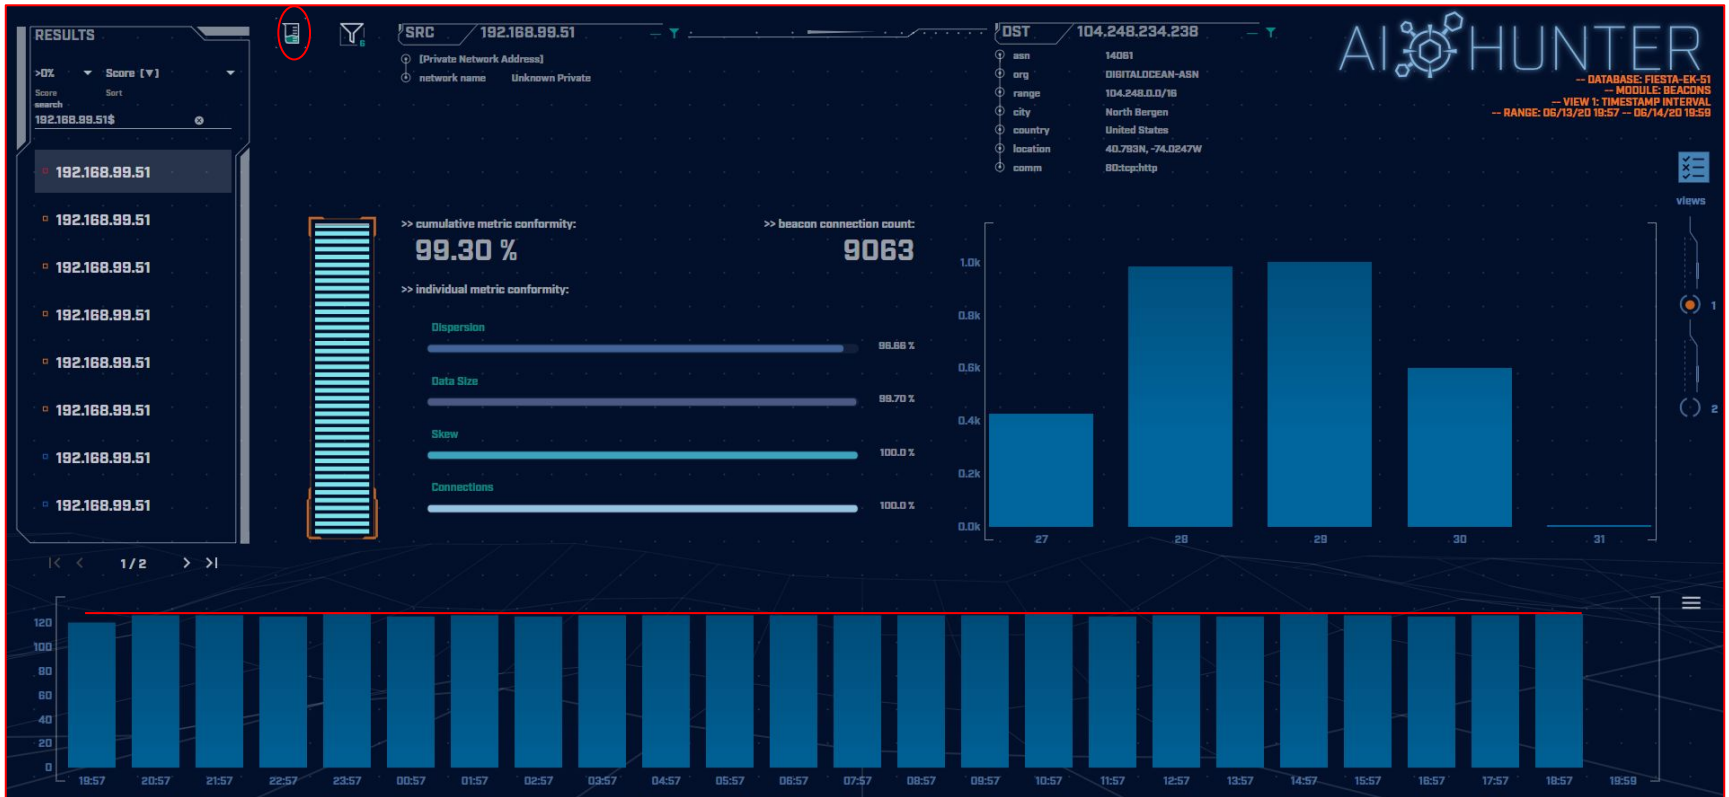 RESULTS
>0% Score [▼]
Score Sort
search
192.168.99.51$
192.168.99.51
192.168.99.51
192.168.99.51
192.168.99.51
192.168.99.51
192.168.99.51
192.168.99.51
192.168.99.51
1 / 2
6
SRC 192.168.99.51
[Private Network Address]
network name Unknown Private
DST 104.248.234.238
asn 14061
org DIGITALOCEAN-ASN
range 104.248.0.0/16
city North Bergen
country United States
location 40.793N, -74.0247W
comm 80:tcp:http
AI HUNTER
-- DATABASE: FIESTA-EK-51
-- MODULE: BEACONS
-- VIEW 1: TIMESTAMP INTERVAL
-- RANGE: 06/13/20 19:57 -- 06/14/20 19:59
views
1
2
>> cumulative metric conformity:
99.30 %
>> beacon connection count:
9063
>> individual metric conformity:
Dispersion
96.66 %
Data Size
99.70 %
Skew
100.0 %
Connections
100.0 %
1.0k
0.8k
0.6k
0.4k
0.2k
0.0k
27 28 29 30 31
120
100
80
60
40
20
0
19:57 20:57 21:57 22:57 23:57 00:57 01:57 02:57 03:57 04:57 05:57 06:57 07:57 08:57 09:57 10:57 11:57 12:57 13:57 14:57 15:57 16:57 17:57 18:57 19:59